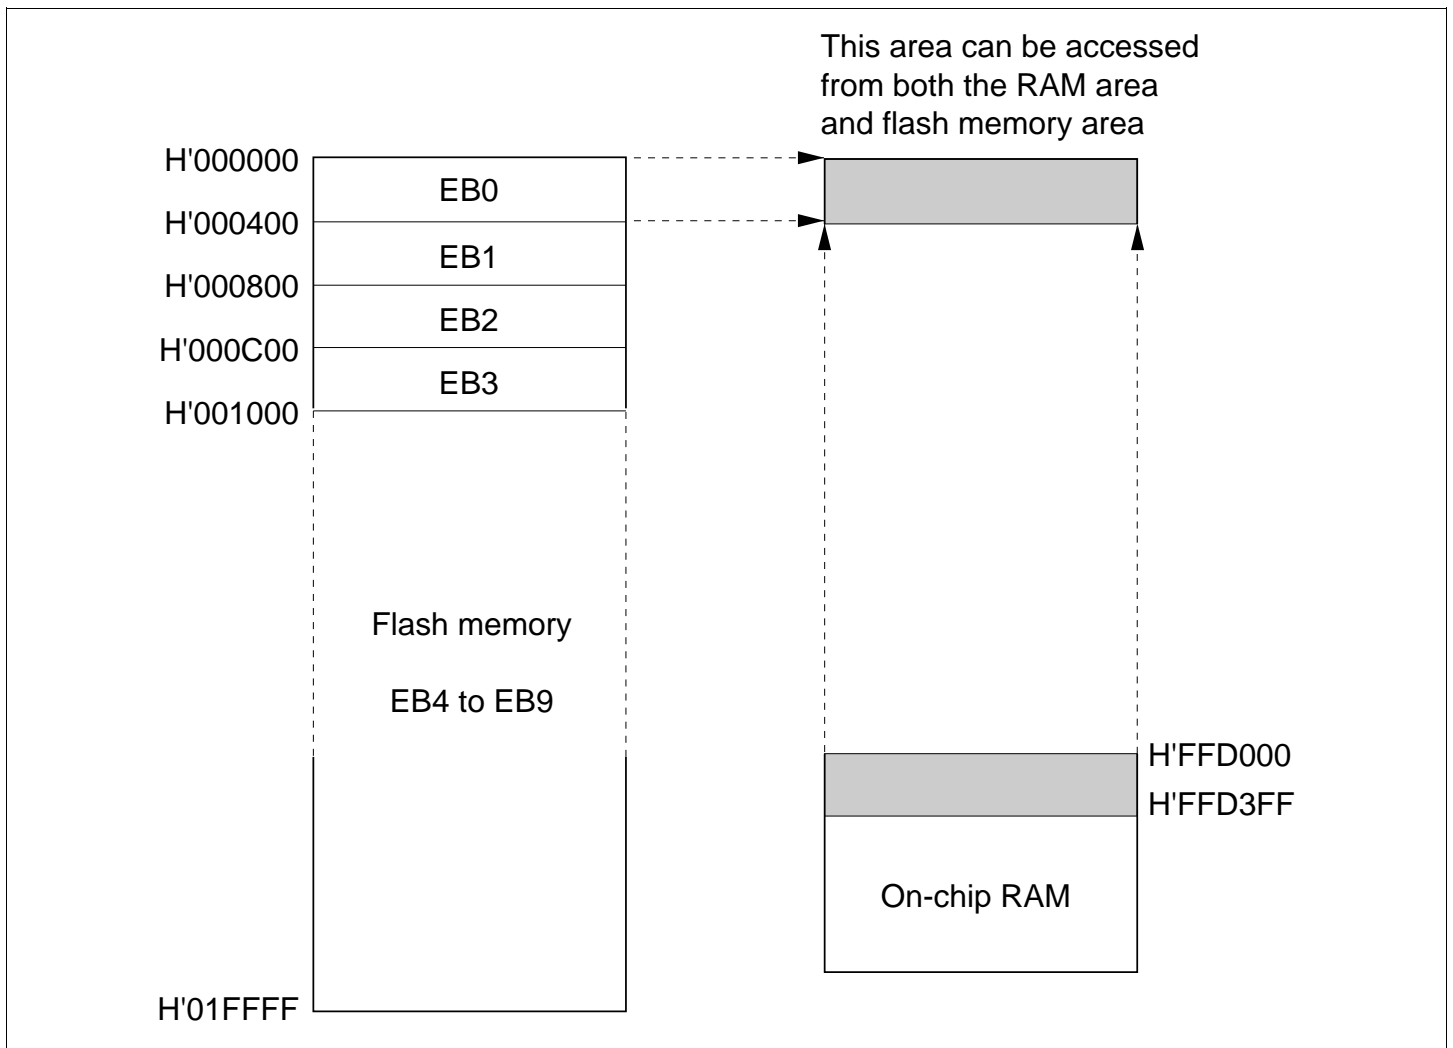 This area can be accessed
from both the RAM area
and flash memory area
H'000000
EB0
H'000400
EB1
H'000800
EB2
H'000C00
EB3
H'001000
Flash memory
EB4 to EB9
H'FFD000
H'FFD3FF
On-chip RAM
H'01FFFF